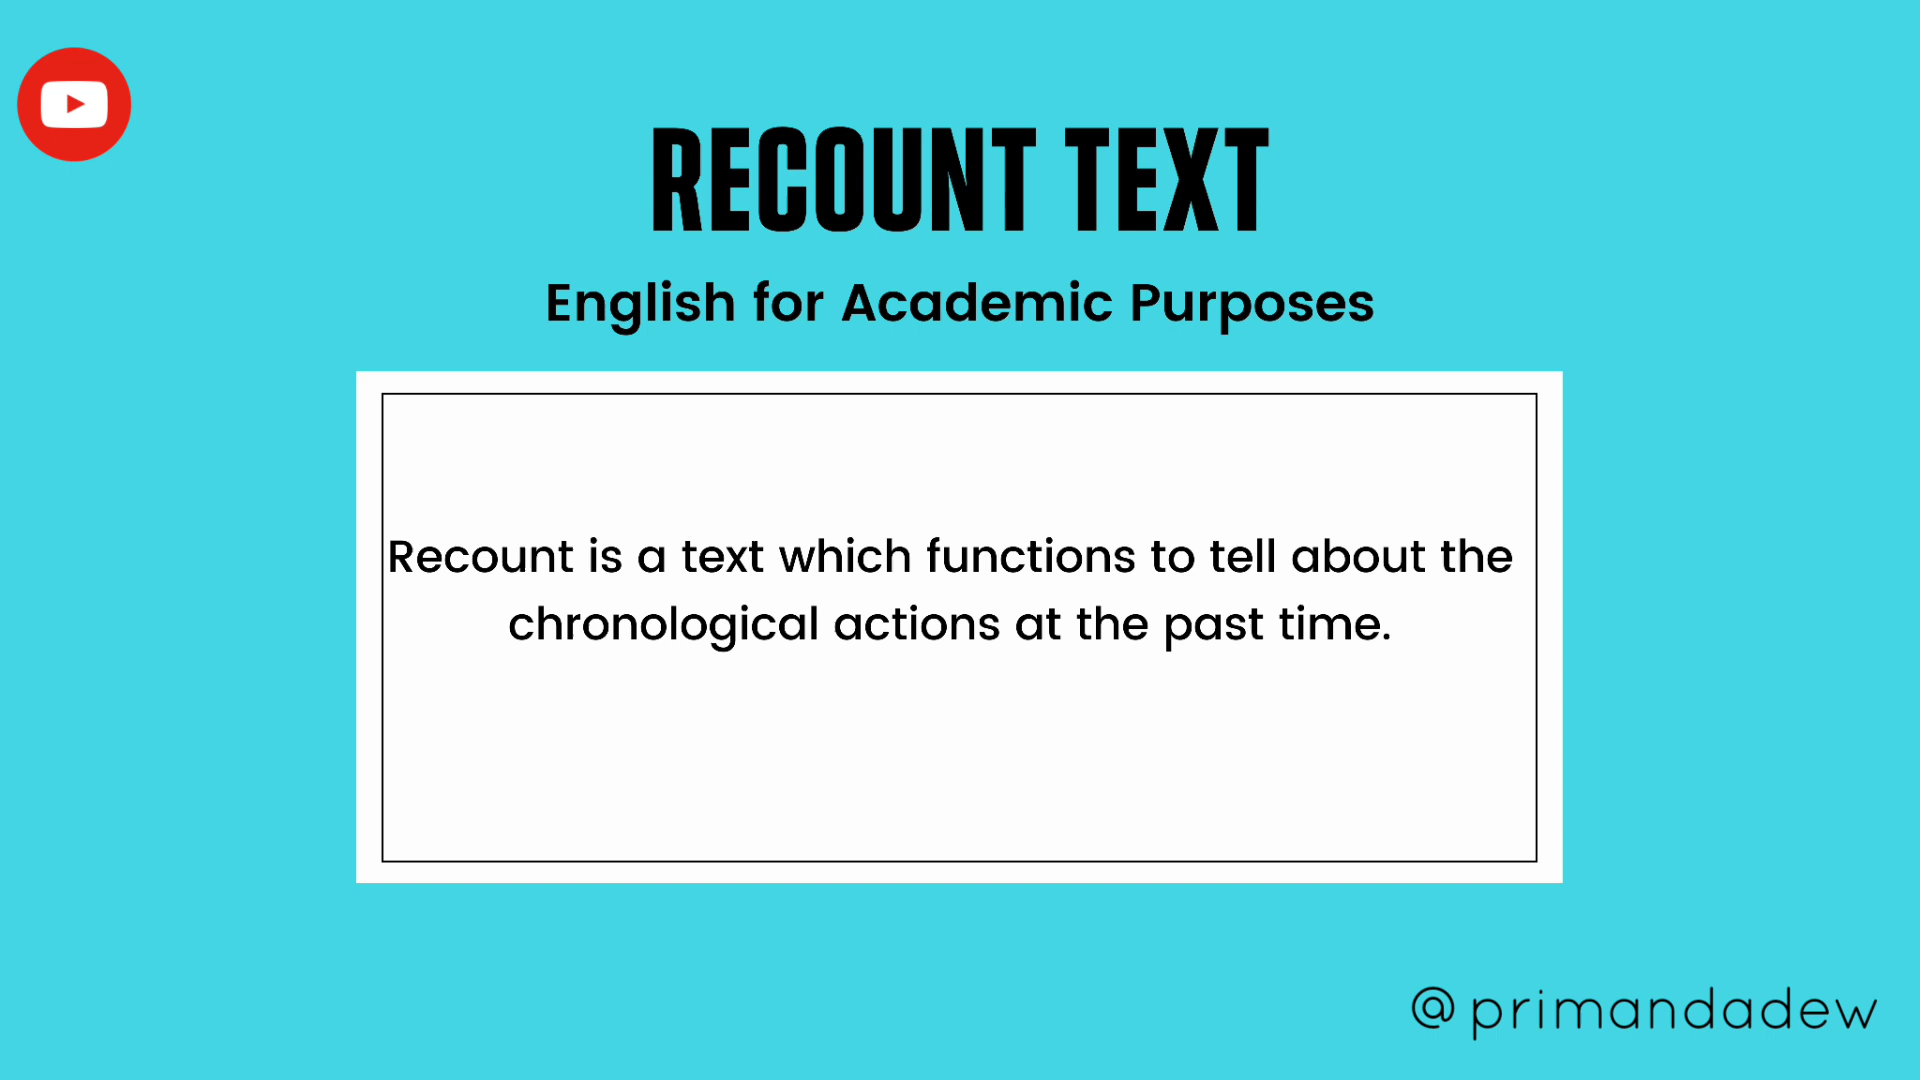 RECOUNT TEXT
English for Academic Purposes
Recount is a text which functions to tell about the
chronological actions at the past time.
@primandadew